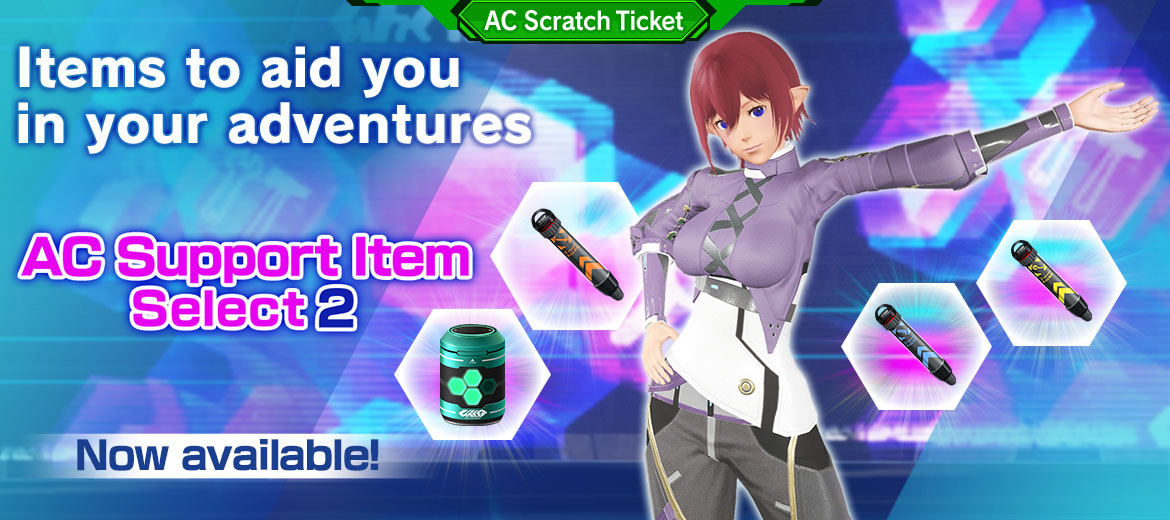 AC Scratch Ticket
Items to aid you
in your adventures
AC Support Item
Select 2
Now available!